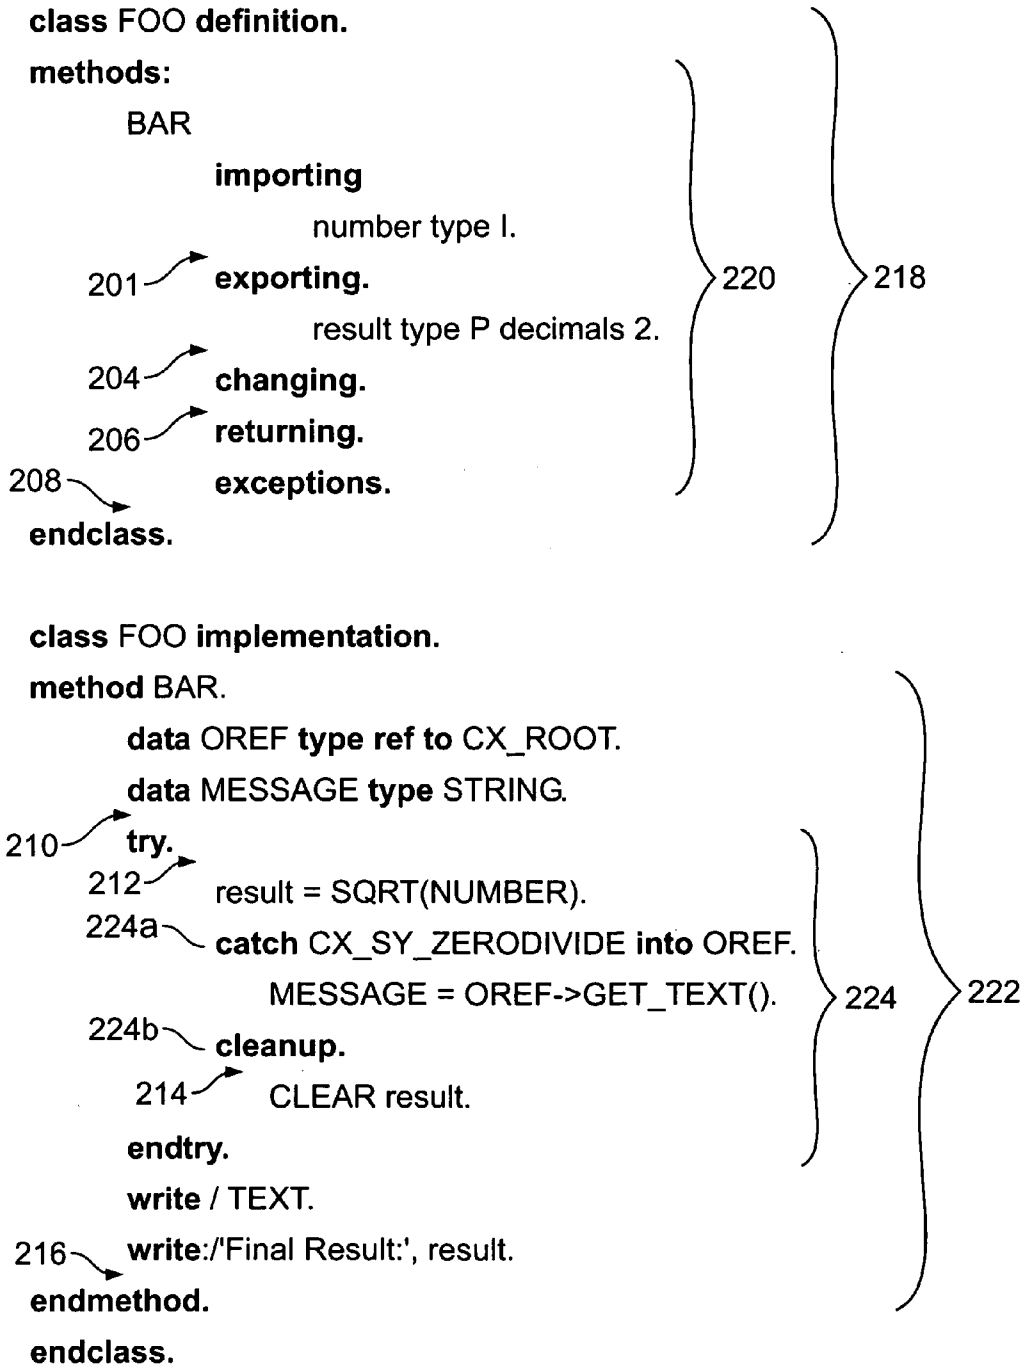 class FOO definition.
methods:
BAR
importing
number type I.
201 exporting. 220 218
result type P decimals 2.
204 changing.
206 returning.
208 exceptions.
endclass.
class FOO implementation.
method BAR.
data OREF type ref to CX_ROOT.
data MESSAGE type STRING.
210 try.
212 result = SQRT(NUMBER).
224a catch CX_SY_ZERODIVIDE into OREF.
MESSAGE = OREF->GET_TEXT(). 224 222
224b cleanup.
214 CLEAR result.
endtry.
write / TEXT.
216 write:/'Final Result:', result.
endmethod.
endclass.